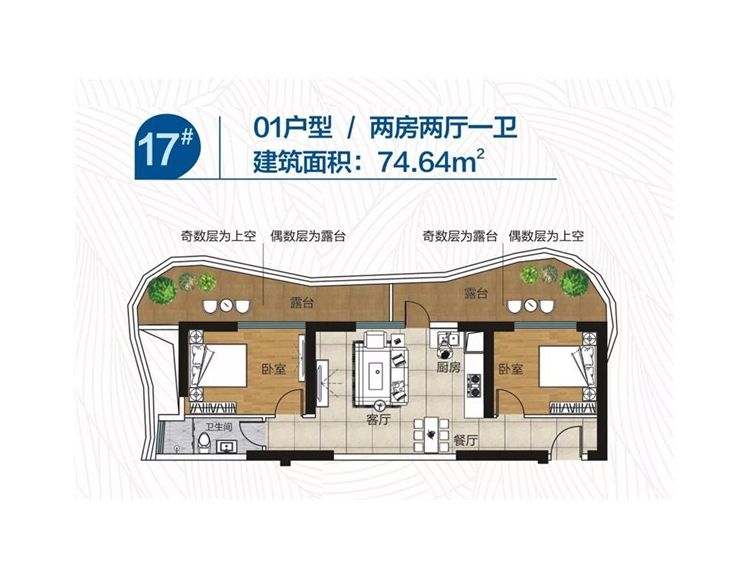 17#
01户型 / 两房两厅一卫
建筑面积：74.64m²
奇数层为上空 偶数层为露台
奇数层为露台 偶数层为上空
露台
露台
卧室
厨房
卧室
客厅
卫生间
餐厅